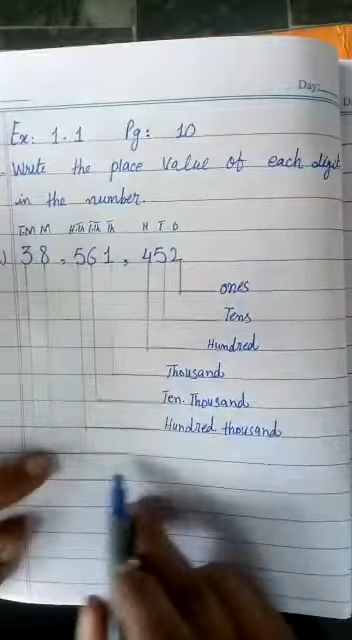 Day:
D
Ex: 1.1 Pg: 10
Write the place value of each digit
in the number.
T.M M H.Th T.Th Th H T O
) 38,561,452
ones
Tens
Hundred
Thousand
Ten. Thousand
Hundred thousand